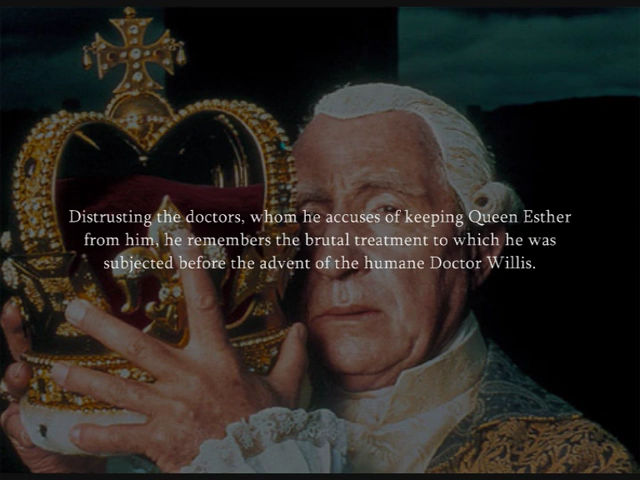 Distrusting the doctors, whom he accuses of keeping Queen Esther
from him, he remembers the brutal treatment to which he was
subjected before the advent of the humane Doctor Willis.